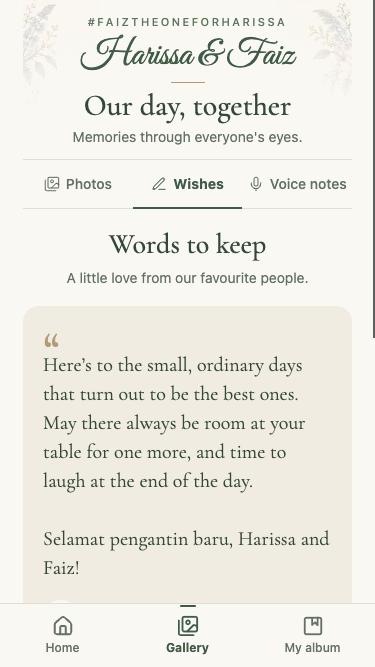 #FAIZTHEONEFORHARISSA
Harissa & Faiz
Our day, together
Memories through everyone's eyes.
Photos
Wishes
Voice notes
Words to keep
A little love from our favourite people.
“
Here’s to the small, ordinary days
that turn out to be the best ones.
May there always be room at your
table for one more, and time to
laugh at the end of the day.
Selamat pengantin baru, Harissa and
Faiz!
Home
Gallery
My album